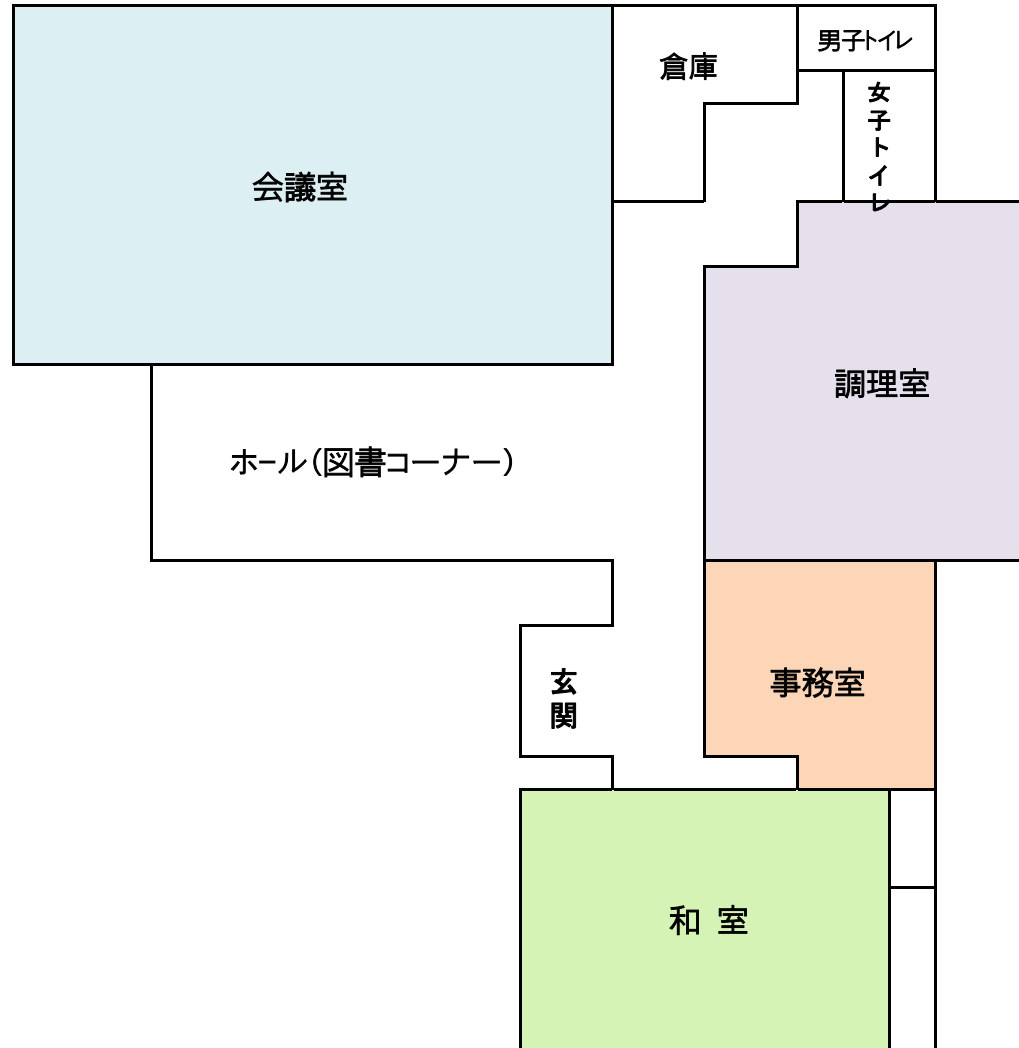 男子トイレ
倉庫
女子トイレ
会議室
調理室
ホール(図書コーナー)
玄関
事務室
和 室